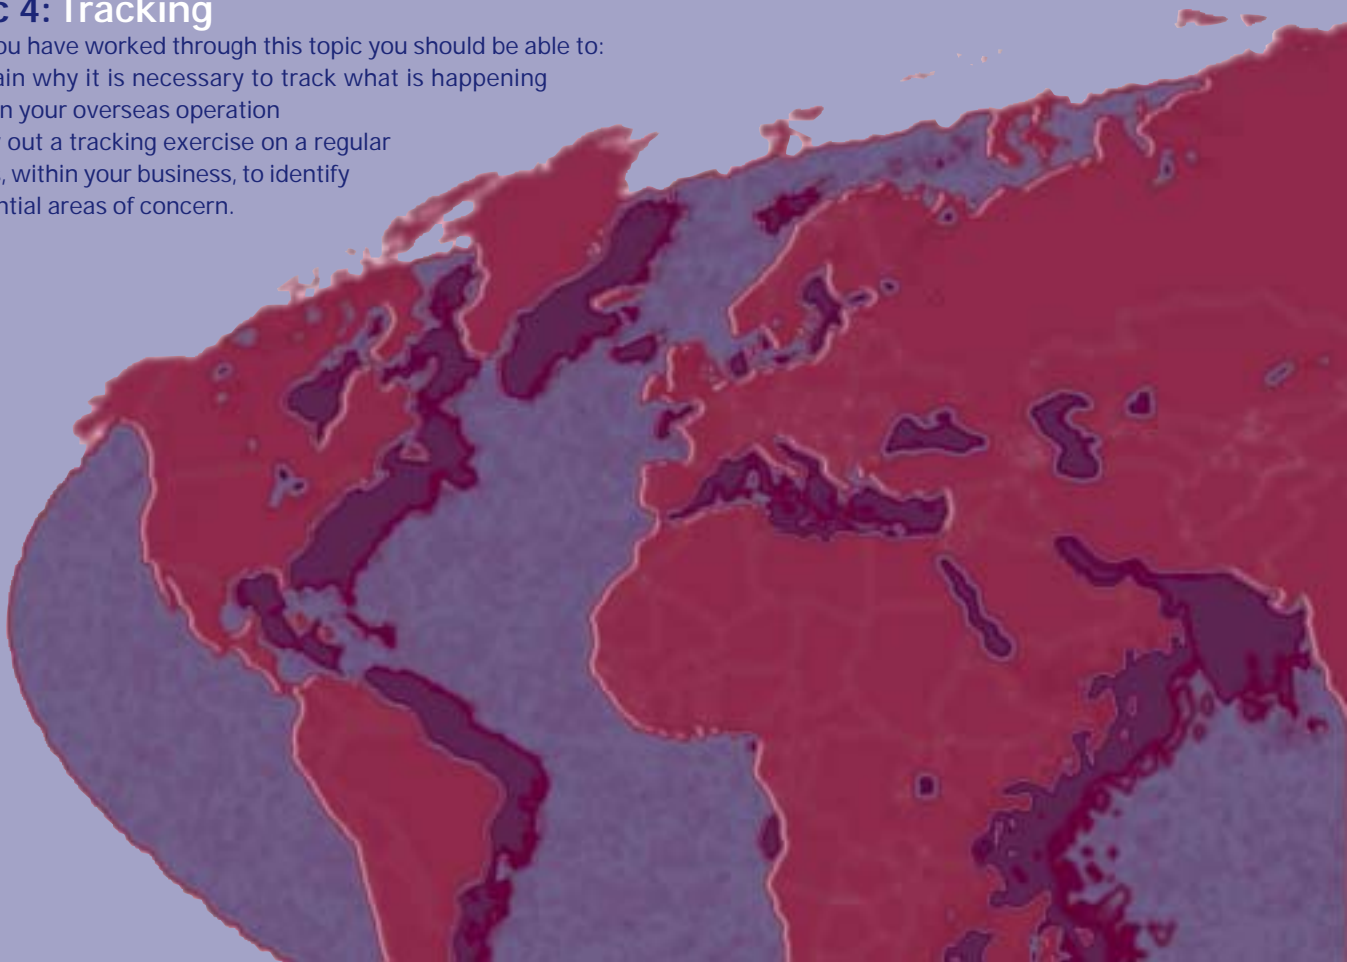 c 4: Tracking
ou have worked through this topic you should be able to:
ain why it is necessary to track what is happening
n your overseas operation
out a tracking exercise on a regular
, within your business, to identify
ntial areas of concern.